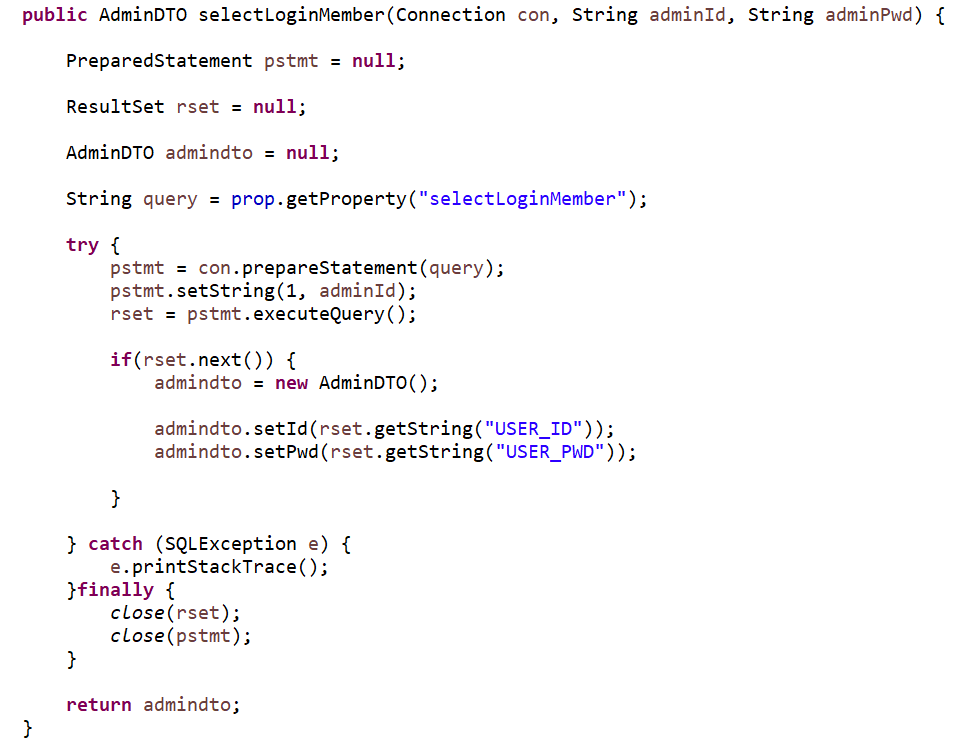 public AdminDTO selectLoginMember(Connection con, String adminId, String adminPwd) {
PreparedStatement pstmt = null;
ResultSet rset = null;
AdminDTO admindto = null;
String query = prop.getProperty("selectLoginMember");
try {
pstmt = con.prepareStatement(query);
pstmt.setString(1, adminId);
rset = pstmt.executeQuery();
if(rset.next()) {
admindto = new AdminDTO();
admindto.setId(rset.getString("USER_ID"));
admindto.setPwd(rset.getString("USER_PWD"));
}
} catch (SQLException e) {
e.printStackTrace();
}finally {
close(rset);
close(pstmt);
}
return admindto;
}